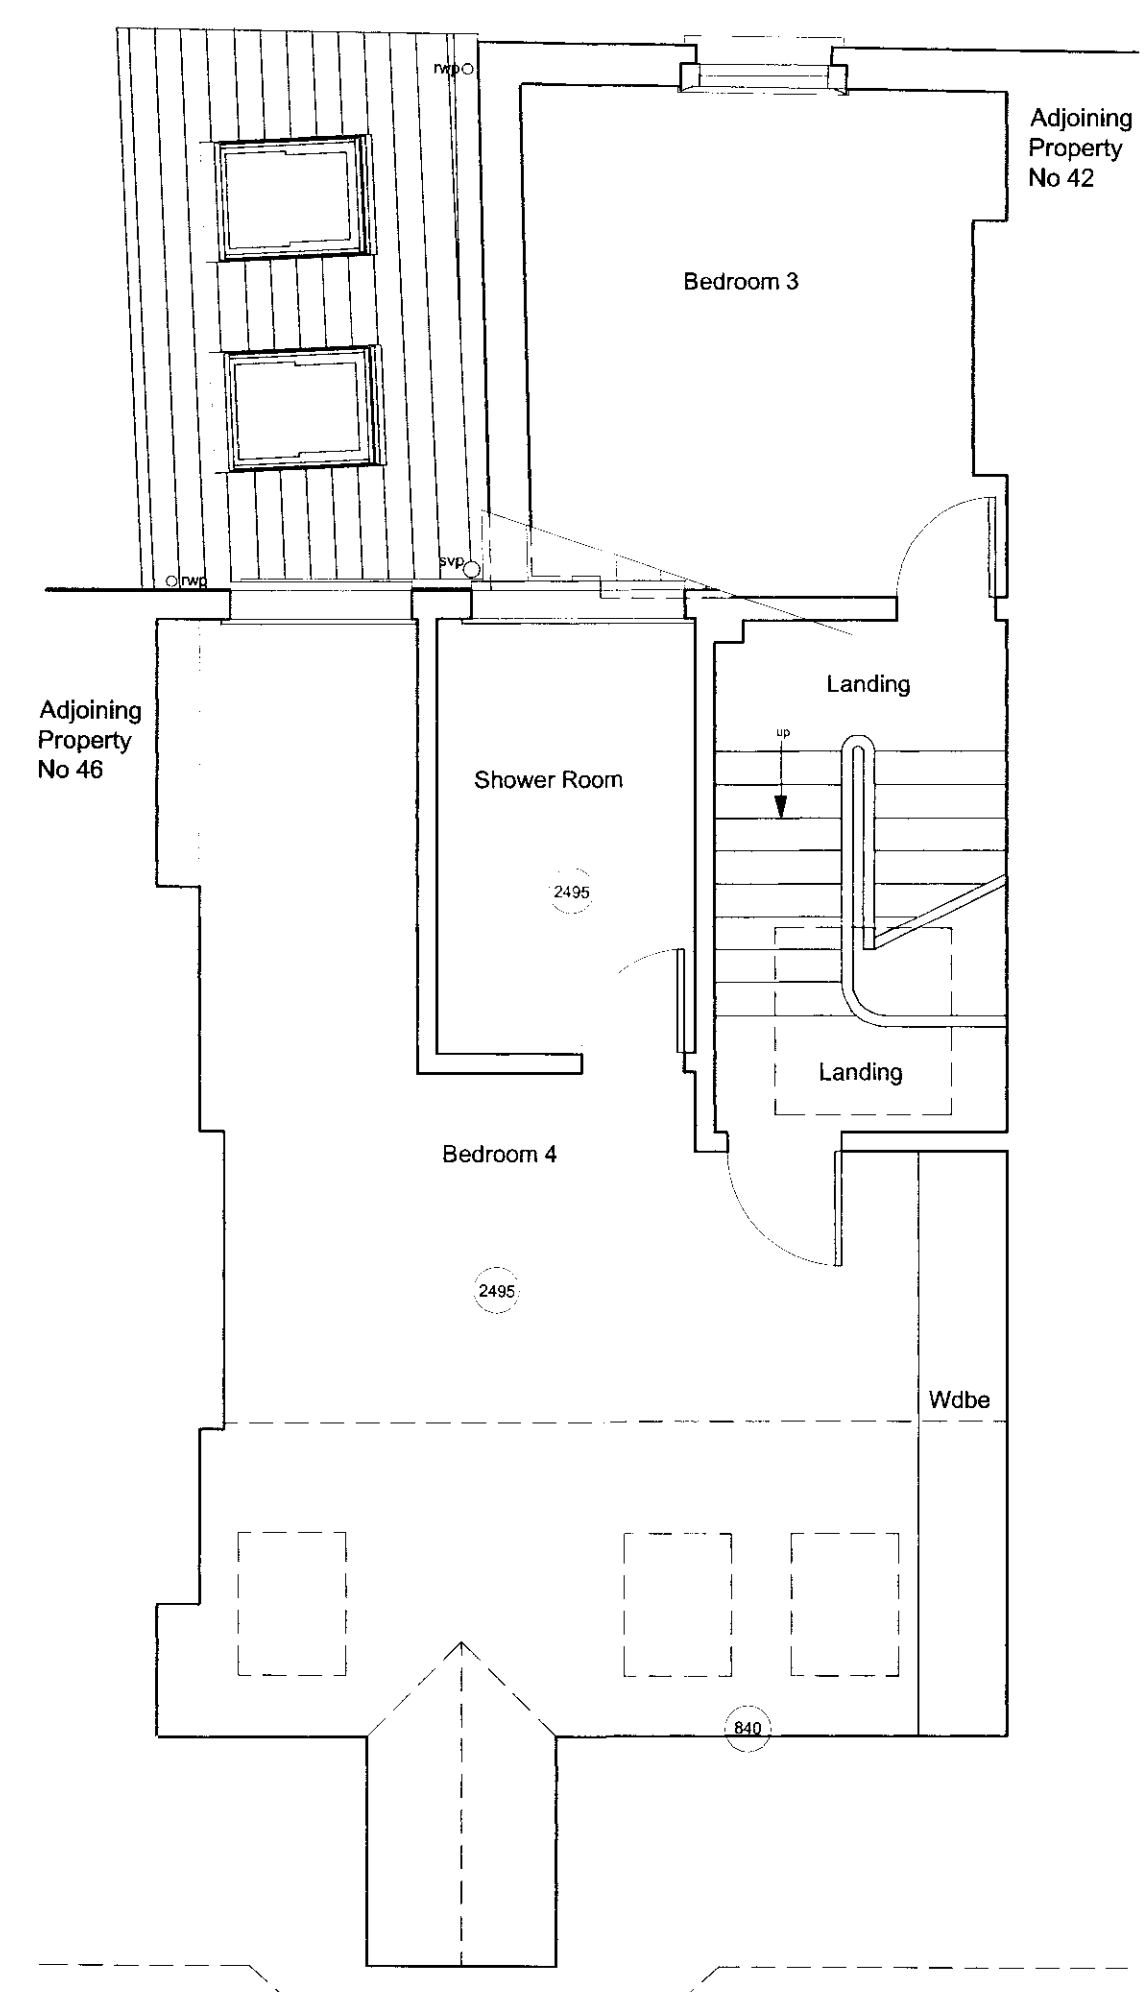 rwp
Adjoining
Property
No 42
Bedroom 3
svp
rwp
Landing
Adjoining
Property
No 46
up
Shower Room
2495
Landing
Bedroom 4
2495
Wdbe
840